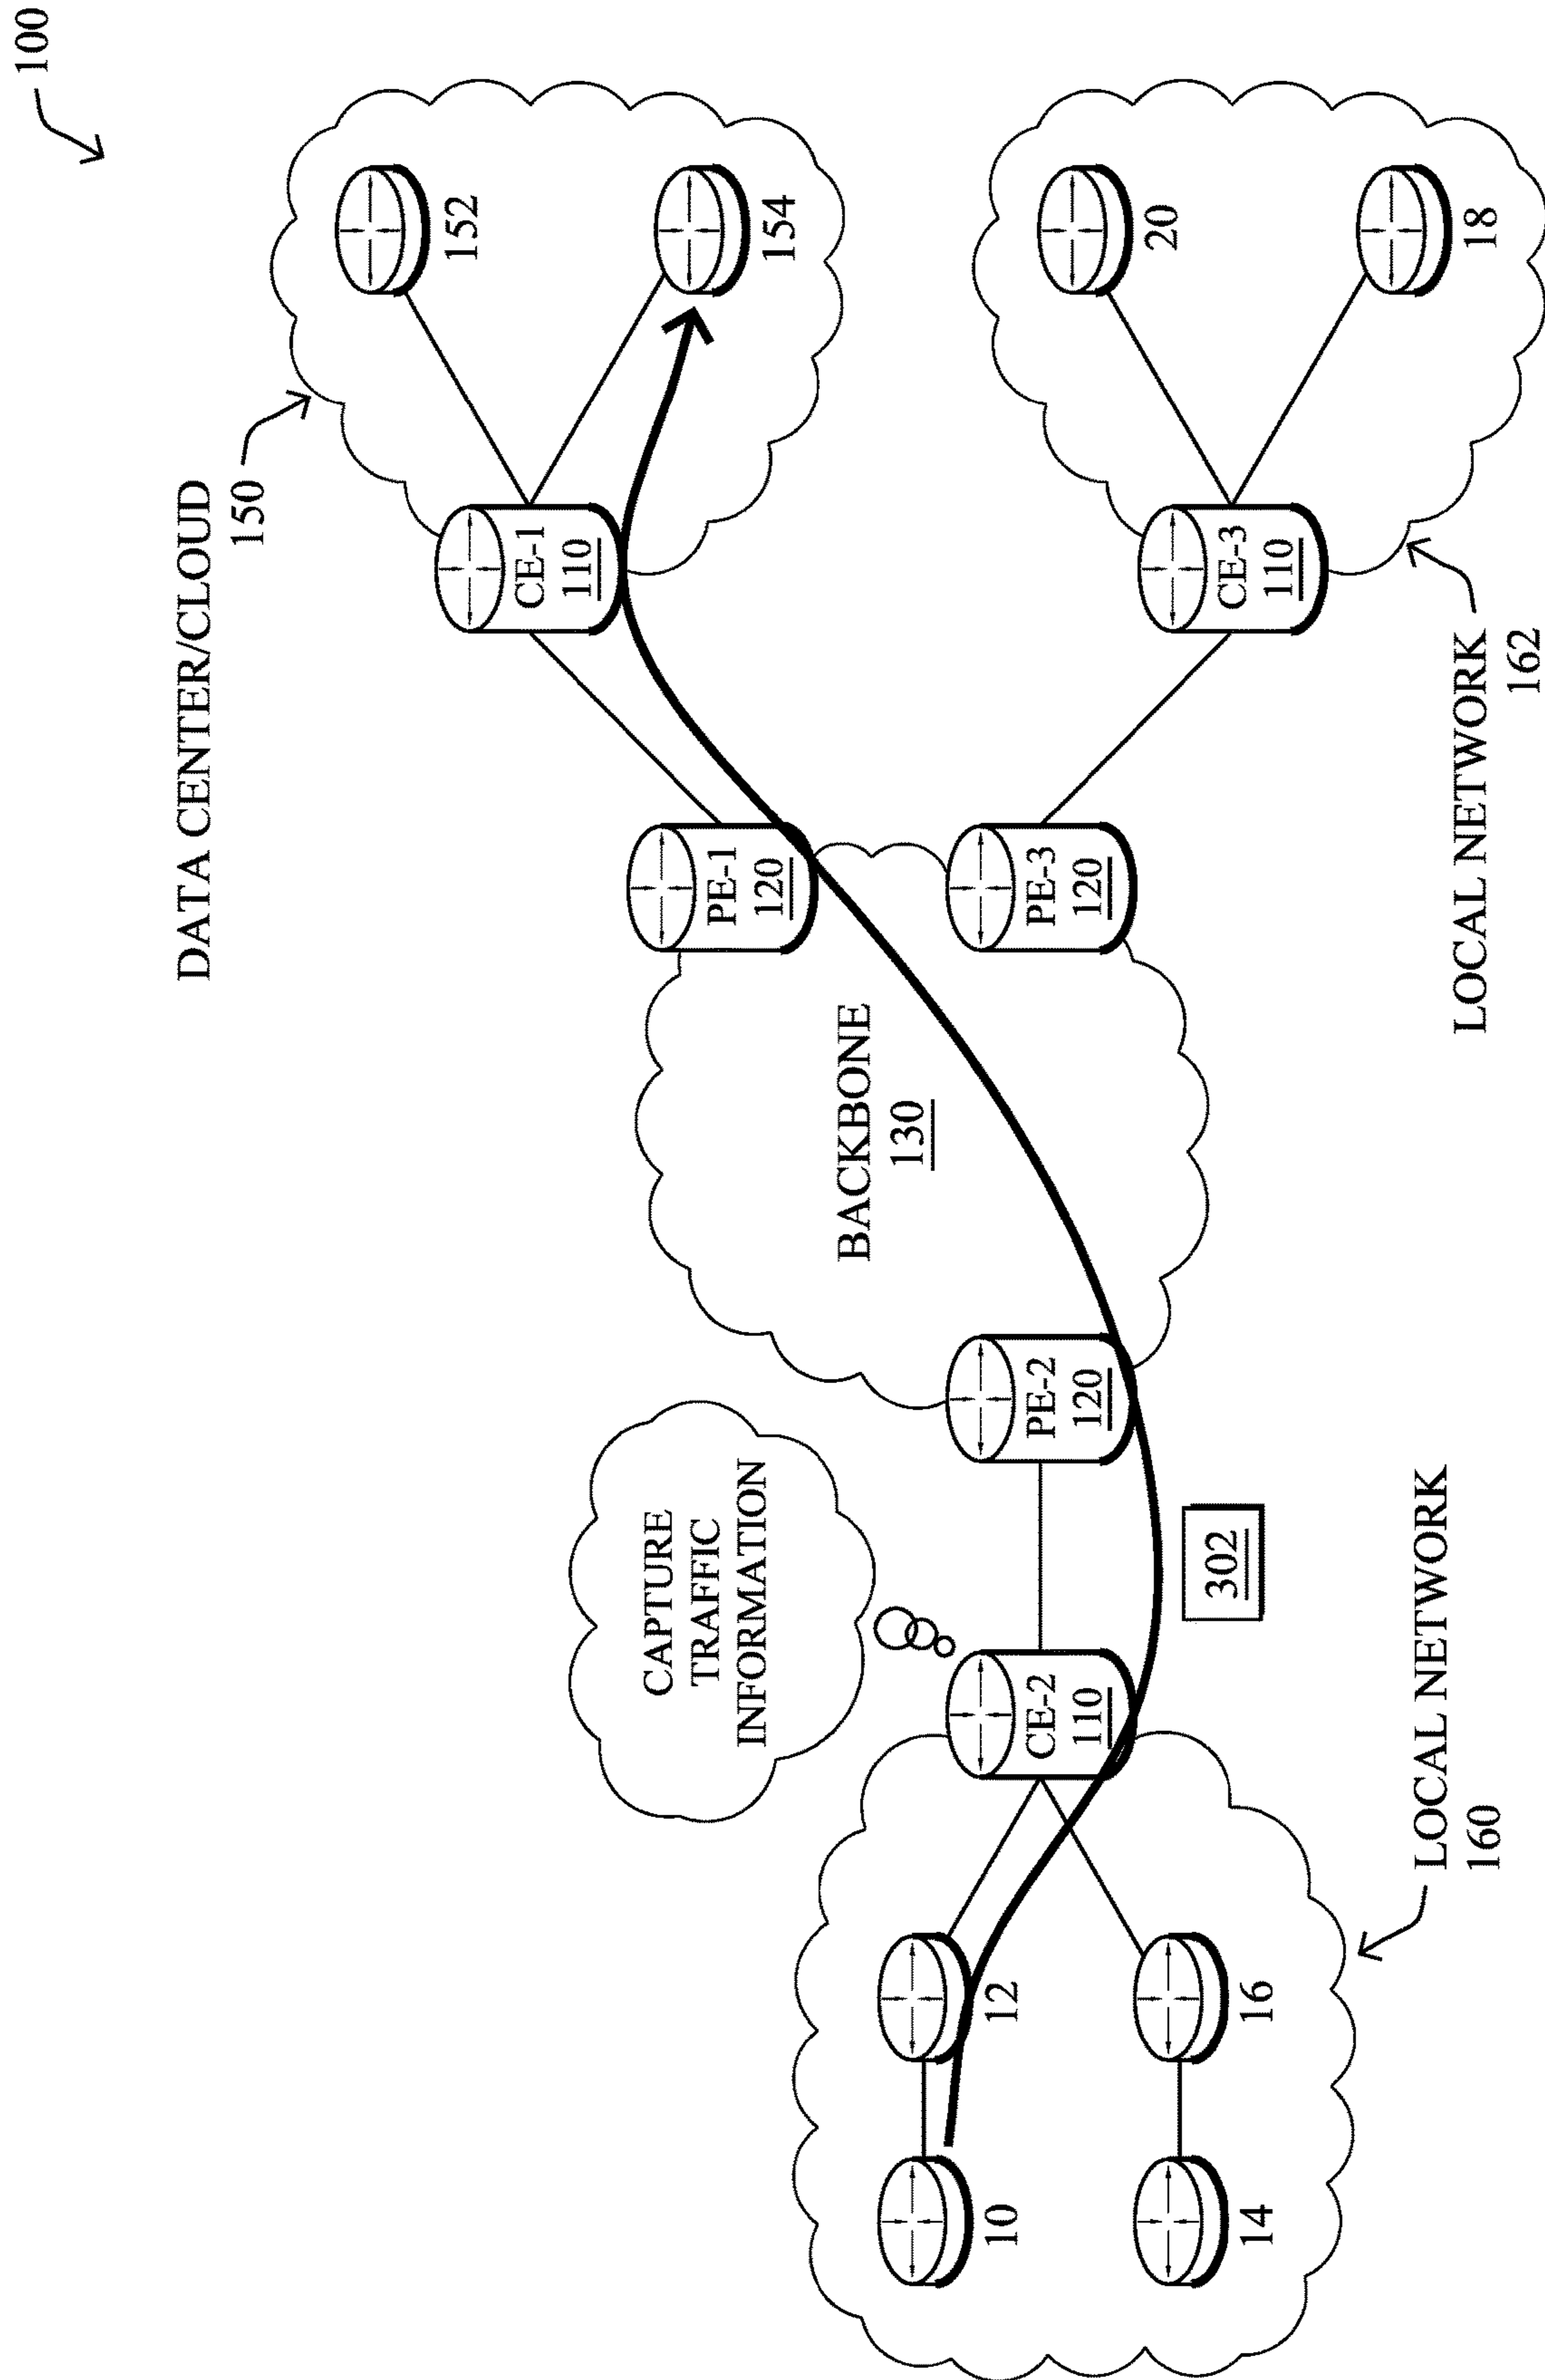 100
DATA CENTER/CLOUD
150
152
154
CE-1
110
PE-1
120
BACKBONE
130
PE-3
120
CE-3
110
20
18
LOCAL NETWORK
162
CAPTURE
TRAFFIC
INFORMATION
PE-2
120
302
CE-2
110
10
12
14
16
LOCAL NETWORK
160